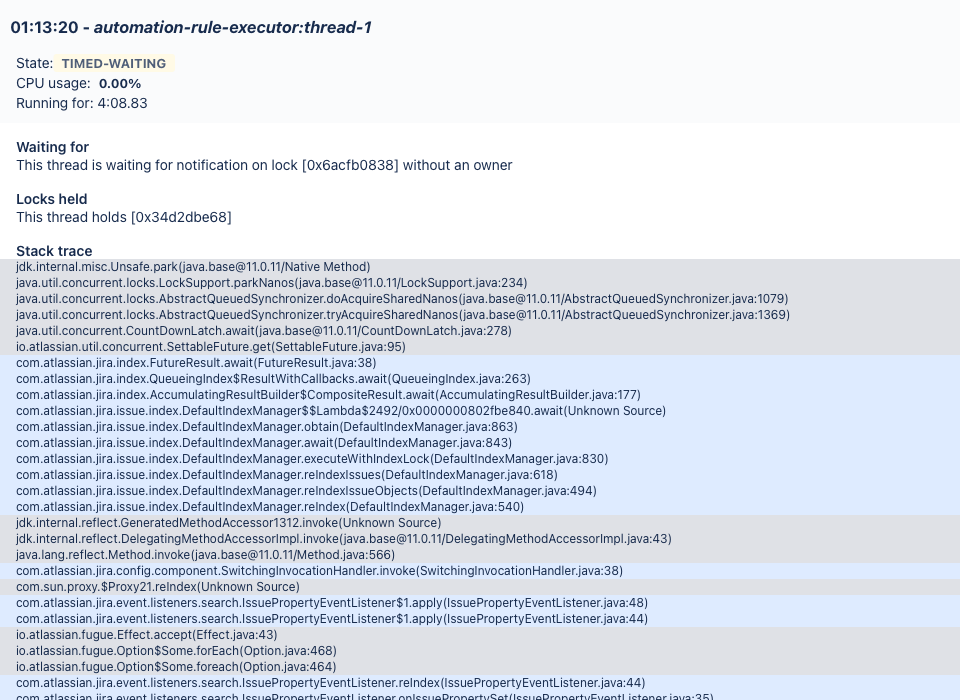 01:13:20 - automation-rule-executor:thread-1
State: TIMED-WAITING
CPU usage: 0.00%
Running for: 4:08.83
Waiting for
This thread is waiting for notification on lock [0x6acfb0838] without an owner
Locks held
This thread holds [0x34d2dbe68]
Stack trace
jdk.internal.misc.Unsafe.park(java.base@11.0.11/Native Method)
java.util.concurrent.locks.LockSupport.parkNanos(java.base@11.0.11/LockSupport.java:234)
java.util.concurrent.locks.AbstractQueuedSynchronizer.doAcquireSharedNanos(java.base@11.0.11/AbstractQueuedSynchronizer.java:1079)
java.util.concurrent.locks.AbstractQueuedSynchronizer.tryAcquireSharedNanos(java.base@11.0.11/AbstractQueuedSynchronizer.java:1369)
java.util.concurrent.CountDownLatch.await(java.base@11.0.11/CountDownLatch.java:278)
io.atlassian.util.concurrent.SettableFuture.get(SettableFuture.java:95)
com.atlassian.jira.index.FutureResult.await(FutureResult.java:38)
com.atlassian.jira.index.QueueingIndex$ResultWithCallbacks.await(QueueingIndex.java:263)
com.atlassian.jira.index.AccumulatingResultBuilder$CompositeResult.await(AccumulatingResultBuilder.java:177)
com.atlassian.jira.issue.index.DefaultIndexManager$$Lambda$2492/0x0000000802fbe840.await(Unknown Source)
com.atlassian.jira.issue.index.DefaultIndexManager.obtain(DefaultIndexManager.java:863)
com.atlassian.jira.issue.index.DefaultIndexManager.await(DefaultIndexManager.java:843)
com.atlassian.jira.issue.index.DefaultIndexManager.executeWithIndexLock(DefaultIndexManager.java:830)
com.atlassian.jira.issue.index.DefaultIndexManager.reIndexIssues(DefaultIndexManager.java:618)
com.atlassian.jira.issue.index.DefaultIndexManager.reIndexIssueObjects(DefaultIndexManager.java:494)
com.atlassian.jira.issue.index.DefaultIndexManager.reIndex(DefaultIndexManager.java:540)
jdk.internal.reflect.GeneratedMethodAccessor1312.invoke(Unknown Source)
jdk.internal.reflect.DelegatingMethodAccessorImpl.invoke(java.base@11.0.11/DelegatingMethodAccessorImpl.java:43)
java.lang.reflect.Method.invoke(java.base@11.0.11/Method.java:566)
com.atlassian.jira.config.component.SwitchingInvocationHandler.invoke(SwitchingInvocationHandler.java:38)
com.sun.proxy.$Proxy21.reIndex(Unknown Source)
com.atlassian.jira.event.listeners.search.IssuePropertyEventListener$1.apply(IssuePropertyEventListener.java:48)
com.atlassian.jira.event.listeners.search.IssuePropertyEventListener$1.apply(IssuePropertyEventListener.java:44)
io.atlassian.fugue.Effect.accept(Effect.java:43)
io.atlassian.fugue.Option$Some.forEach(Option.java:468)
io.atlassian.fugue.Option$Some.foreach(Option.java:464)
com.atlassian.jira.event.listeners.search.IssuePropertyEventListener.reIndex(IssuePropertyEventListener.java:44)
com.atlassian.jira.event.listeners.search.IssuePropertyEventListener.onIssuePropertySet(IssuePropertyEventListener.java:35)